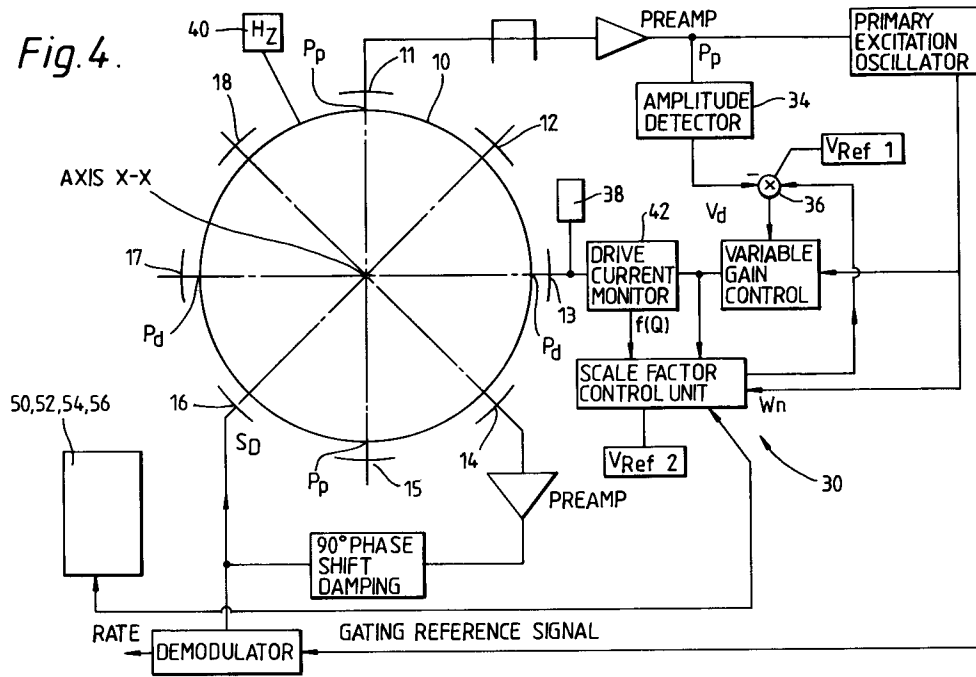 Fig.4.
40
HZ
Pp
11
10
PREAMP
Pp
PRIMARY
EXCITATION
OSCILLATOR
AMPLITUDE
DETECTOR
34
18
12
VRef 1
AXIS X-X
38
-
×
36
Vd
42
17
DRIVE
CURRENT
MONITOR
VARIABLE
GAIN
CONTROL
13
Pd
Pd
f(Q)
SCALE FACTOR
CONTROL UNIT
Wn
50,52,54,56
16
SD
14
Pp
15
VRef 2
30
PREAMP
90° PHASE
SHIFT
DAMPING
RATE
GATING REFERENCE SIGNAL
DEMODULATOR